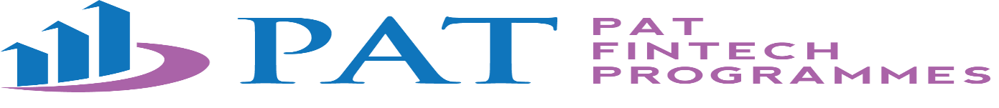 PAT
PAT
FINTECH
PROGRAMMES